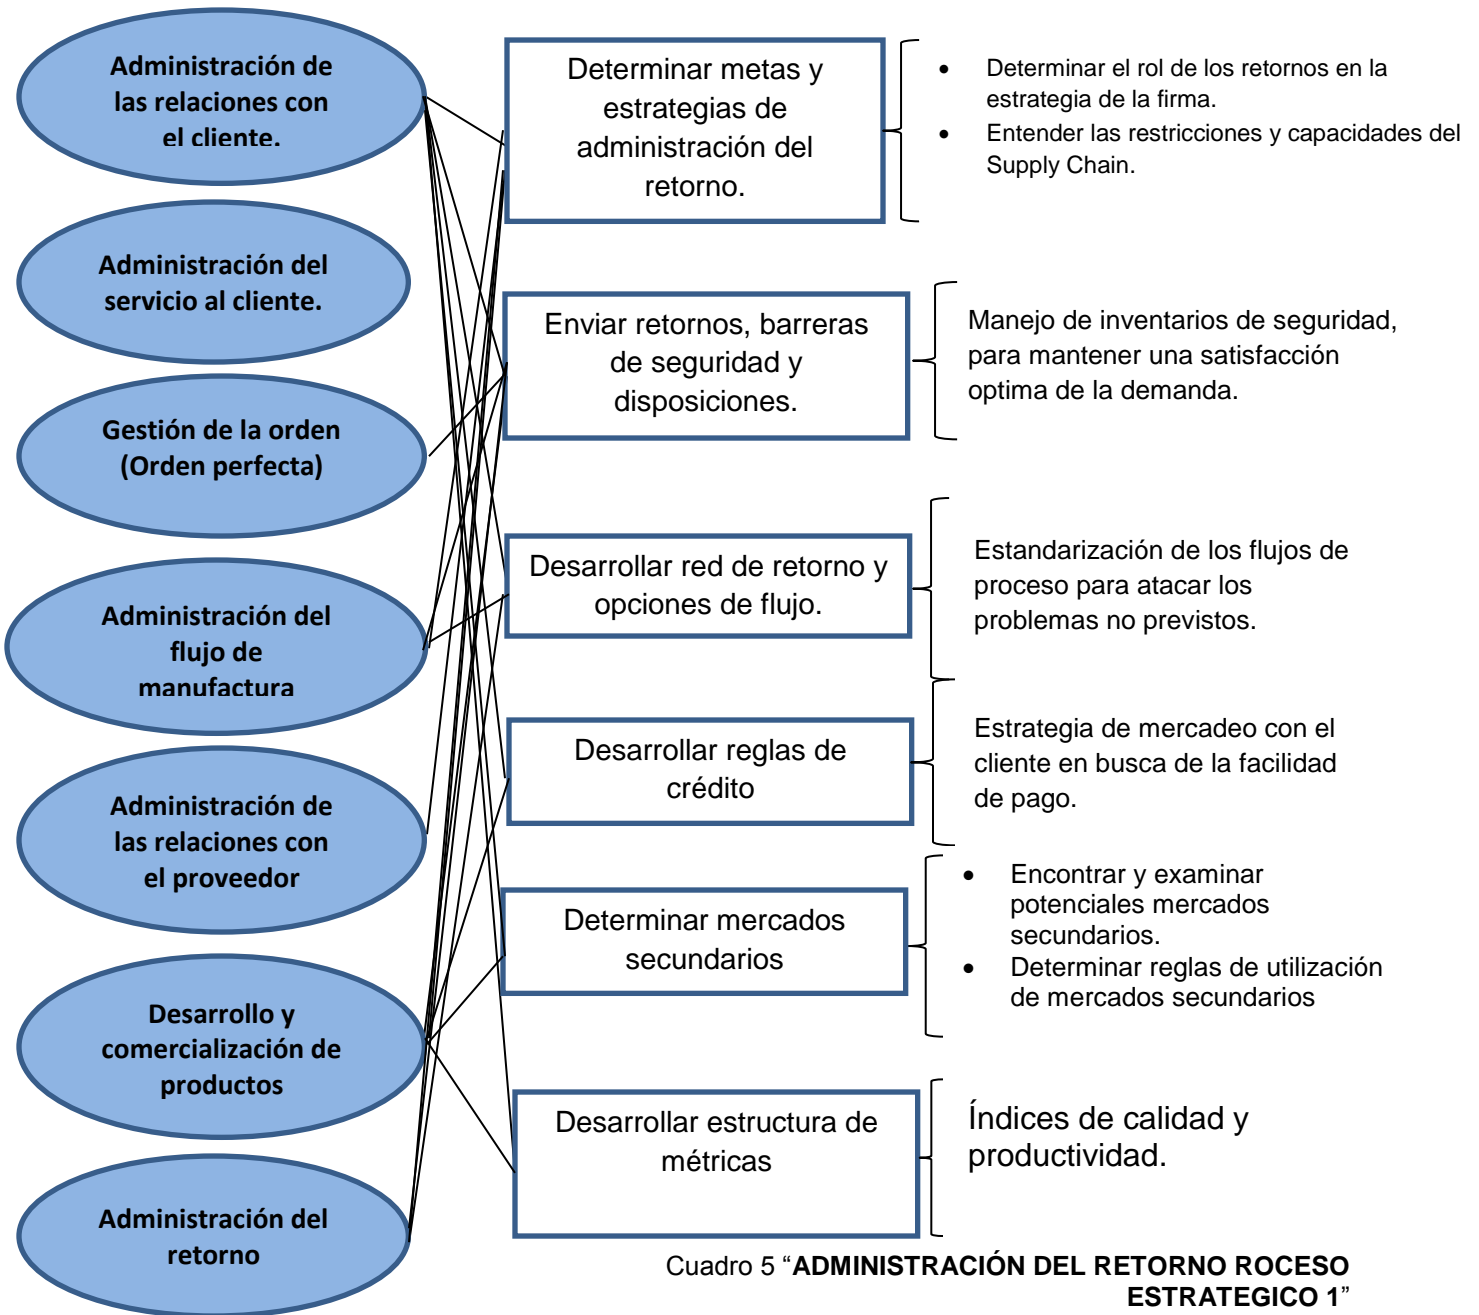 Administración de
las relaciones con
el cliente.
Administración del
servicio al cliente.
Gestión de la orden
(Orden perfecta)
Administración del
flujo de
manufactura
Administración de
las relaciones con
el proveedor
Desarrollo y
comercialización de
productos
Administración del
retorno
Determinar metas y
estrategias de
administración del
retorno.
Enviar retornos, barreras
de seguridad y
disposiciones.
Desarrollar red de retorno y
opciones de flujo.
Desarrollar reglas de
crédito
Determinar mercados
secundarios
Desarrollar estructura de
métricas
• Determinar el rol de los retornos en la
estrategia de la firma.
• Entender las restricciones y capacidades del
Supply Chain.
Manejo de inventarios de seguridad,
para mantener una satisfacción
optima de la demanda.
Estandarización de los flujos de
proceso para atacar los
problemas no previstos.
Estrategia de mercadeo con el
cliente en busca de la facilidad
de pago.
• Encontrar y examinar
potenciales mercados
secundarios.
• Determinar reglas de utilización
de mercados secundarios
Índices de calidad y
productividad.
Cuadro 5 “ADMINISTRACIÓN DEL RETORNO ROCESO
ESTRATEGICO 1”